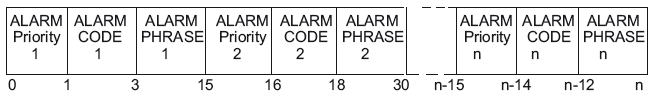 ALARM ALARM ALARM ALARM ALARM ALARM ALARM ALARM ALARM
Priority CODE PHRASE Priority CODE PHRASE Priority CODE PHRASE
1 1 1 2 2 2 n n n
0 1 3 15 16 18 30 n-15 n-14 n-12 n